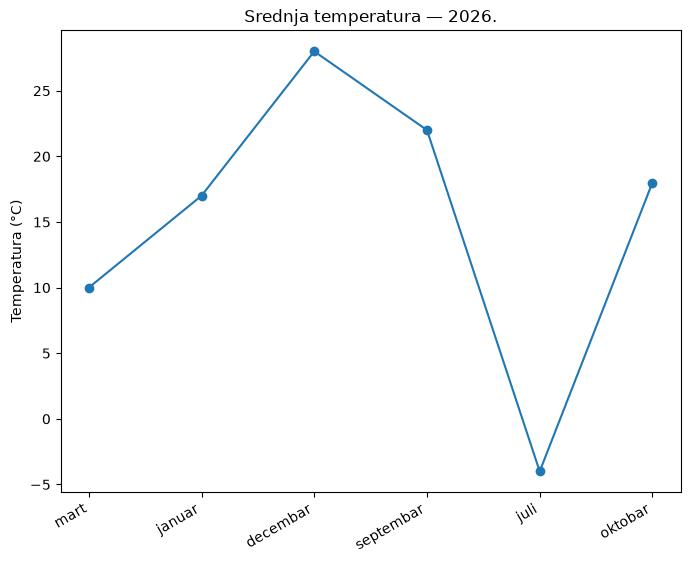 Srednja temperatura — 2026.
Temperatura (°C)
25
20
15
10
5
0
−5
mart
januar
decembar
septembar
juli
oktobar